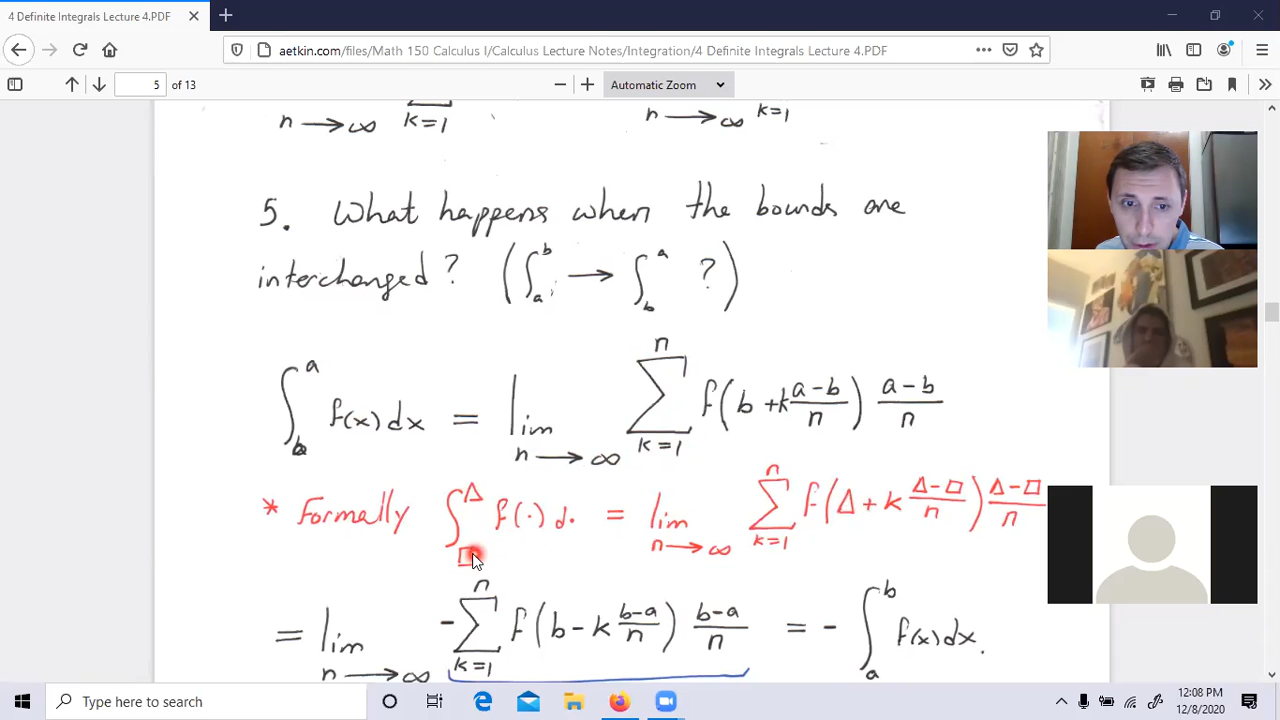 4 Definite Integrals Lecture 4.PDF
aetkin.com/files/Math 150 Calculus I/Calculus Lecture Notes/Integration/4 Definite Integrals Lecture 4.PDF
5 of 13
Automatic Zoom
n → ∞ k=1 n → ∞ k=1
5. What happens when the bounds are
interchanged? (∫_a^b → ∫_b^a ?)
∫_b^a f(x)dx = lim_{n → ∞} ∑_{k=1}^n f(b + k (a-b)/n) (a-b)/n
* Formally ∫_□^Δ f(·) d· = lim_{n → ∞} ∑_{k=1}^n f(Δ + k (Δ-□)/n) (Δ-□)/n
= lim_{n → ∞} -∑_{k=1}^n f(b - k (b-a)/n) (b-a)/n = - ∫_a^b f(x)dx.
Type here to search
12:08 PM
12/8/2020